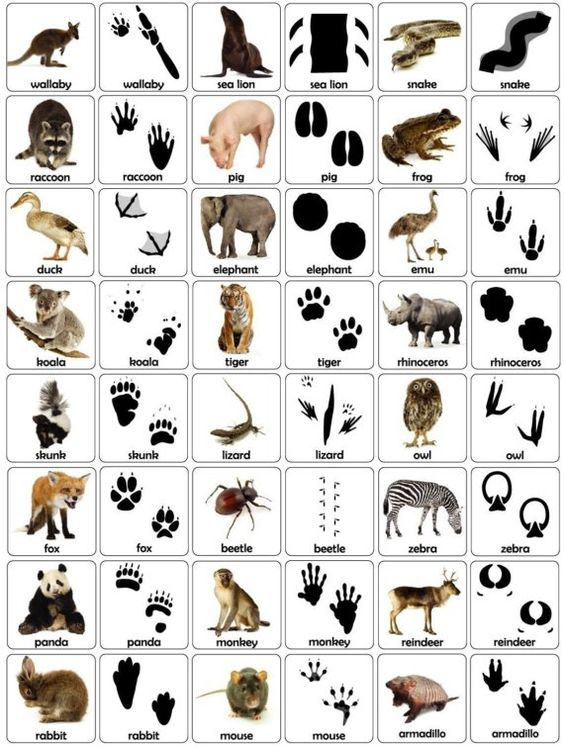 wallaby wallaby sea lion sea lion snake snake
raccoon raccoon pig pig frog frog
duck duck elephant elephant emu emu
koala koala tiger tiger rhinoceros rhinoceros
skunk skunk lizard lizard owl owl
fox fox beetle beetle zebra zebra
panda panda monkey monkey reindeer reindeer
rabbit rabbit mouse mouse armadillo armadillo